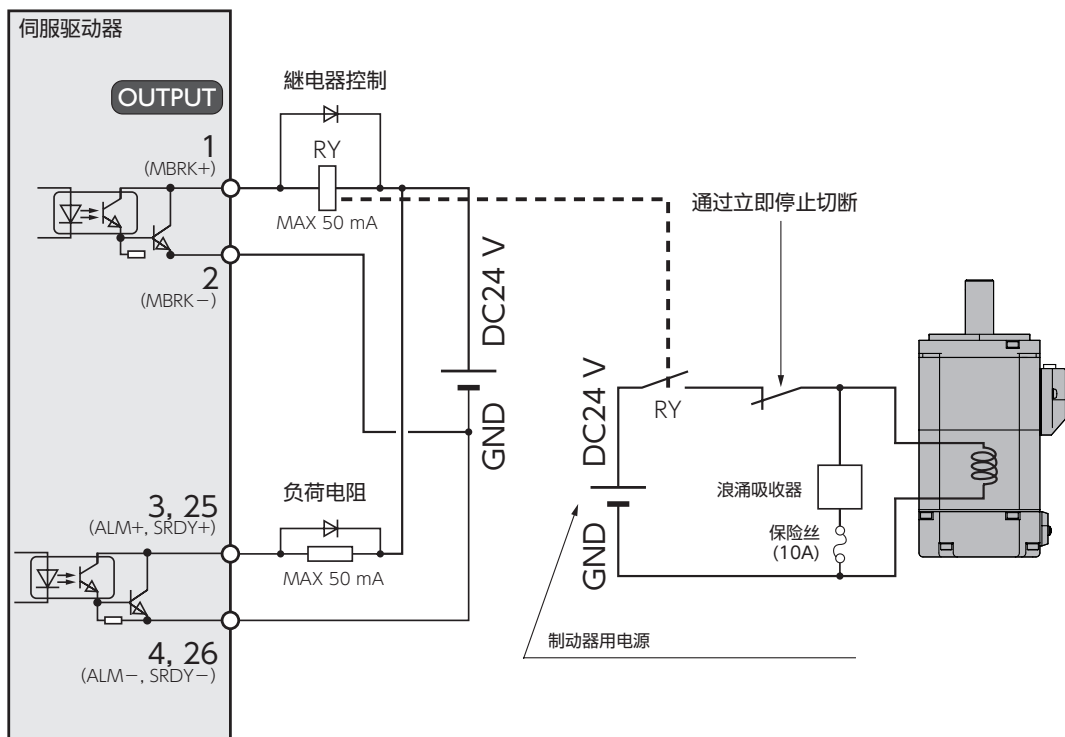 伺服驱动器
OUTPUT
継电器控制
1
(MBRK+)
RY
MAX 50 mA
通过立即停止切断
2
(MBRK−)
DC24 V
GND
DC24 V
GND
RY
浪涌吸收器
保险丝
(10A)
负荷电阻
3, 25
(ALM+, SRDY+)
MAX 50 mA
制动器用电源
4, 26
(ALM−, SRDY−)